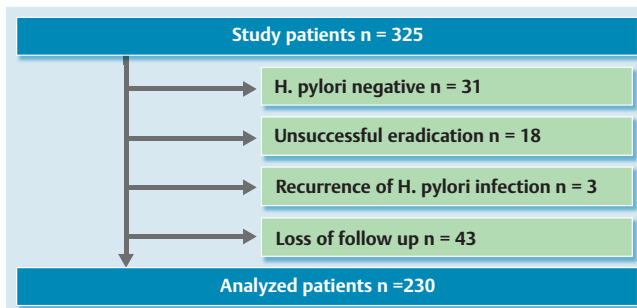 Study patients n = 325
H. pylori negative n = 31
Unsuccessful eradication n = 18
Recurrence of H. pylori infection n = 3
Loss of follow up n = 43
Analyzed patients n =230